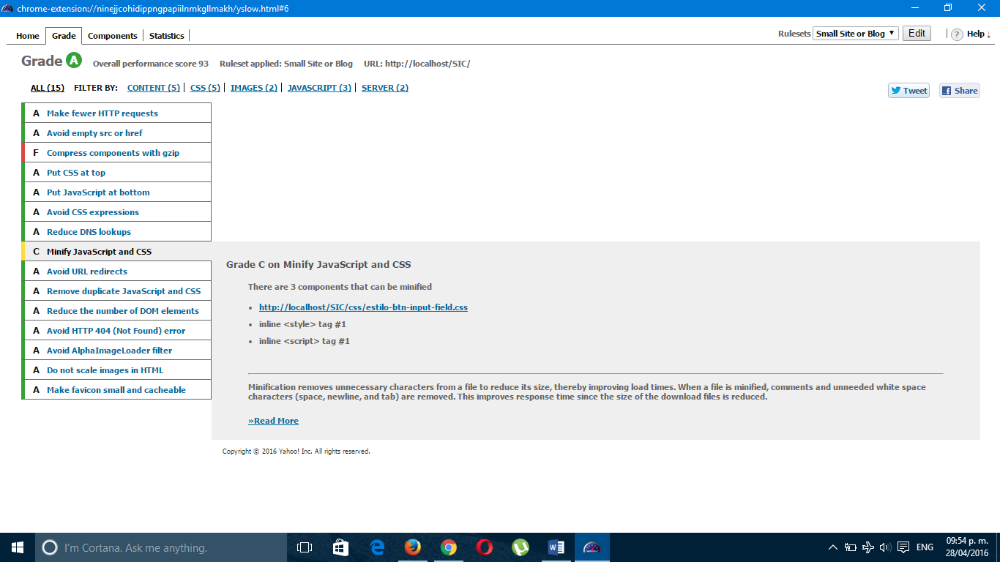 chrome-extension://ninejjcohidippngpapiilnmkgllmakh/yslow.html#6
Home Grade Components Statistics Rulesets Small Site or Blog ▼ Edit ? Help ↓
Grade A Overall performance score 93 Ruleset applied: Small Site or Blog URL: http://localhost/SIC/
ALL (15) FILTER BY: CONTENT (5) | CSS (5) | IMAGES (2) | JAVASCRIPT (3) | SERVER (2)
Tweet Share
A Make fewer HTTP requests
A Avoid empty src or href
F Compress components with gzip
A Put CSS at top
A Put JavaScript at bottom
A Avoid CSS expressions
A Reduce DNS lookups
C Minify JavaScript and CSS
A Avoid URL redirects
A Remove duplicate JavaScript and CSS
A Reduce the number of DOM elements
A Avoid HTTP 404 (Not Found) error
A Avoid AlphaImageLoader filter
A Do not scale images in HTML
A Make favicon small and cacheable
Grade C on Minify JavaScript and CSS
There are 3 components that can be minified
• http://localhost/SIC/css/estilo-btn-input-field.css
• inline <style> tag #1
• inline <script> tag #1
Minification removes unnecessary characters from a file to reduce its size, thereby improving load times. When a file is minified, comments and unneeded white space
characters (space, newline, and tab) are removed. This improves response time since the size of the download files is reduced.
»Read More
Copyright © 2016 Yahoo! Inc. All rights reserved.
I'm Cortana. Ask me anything.
ENG
09:54 p. m.
28/04/2016